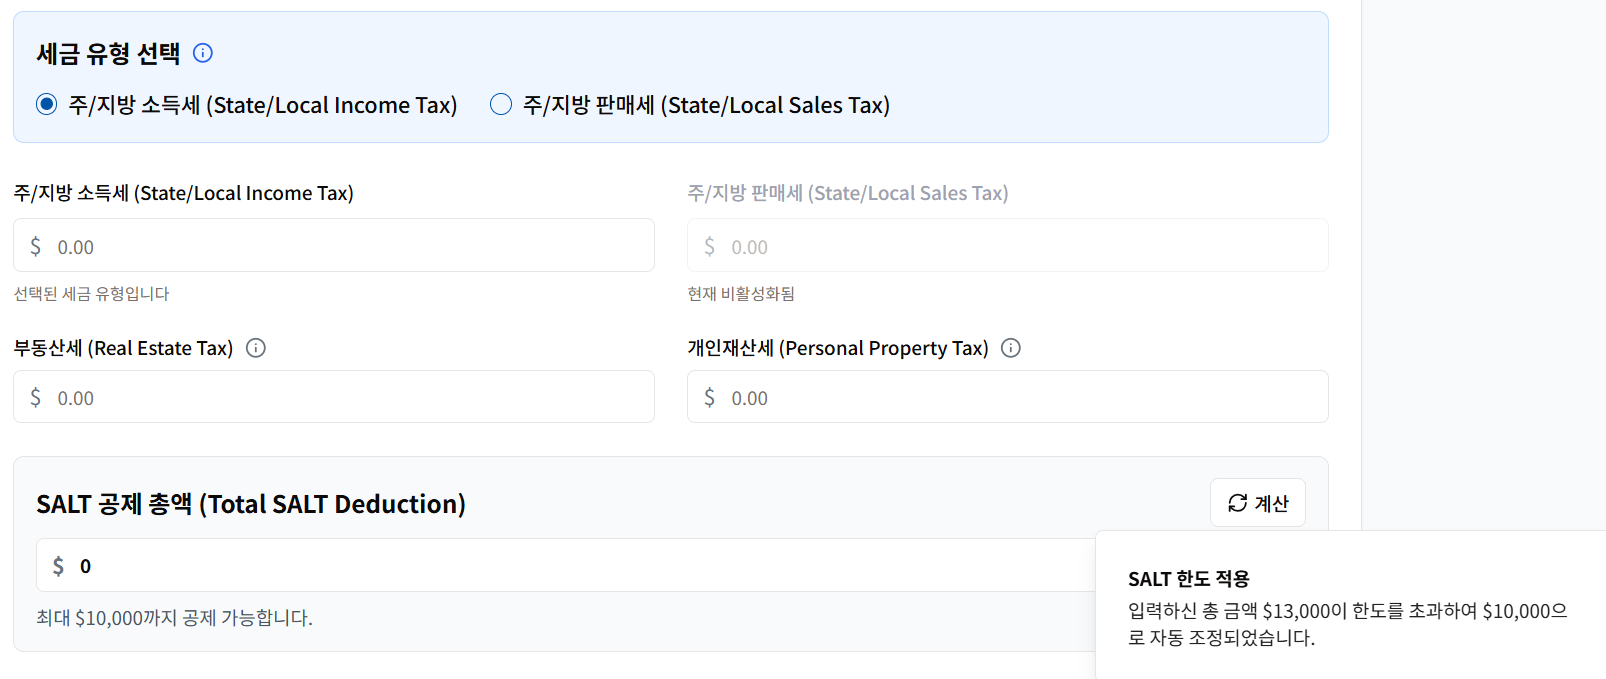 세금 유형 선택
주/지방 소득세 (State/Local Income Tax) 주/지방 판매세 (State/Local Sales Tax)
주/지방 소득세 (State/Local Income Tax)
$ 0.00
선택된 세금 유형입니다
주/지방 판매세 (State/Local Sales Tax)
$ 0.00
현재 비활성화됨
부동산세 (Real Estate Tax)
$ 0.00
개인재산세 (Personal Property Tax)
$ 0.00
SALT 공제 총액 (Total SALT Deduction)
계산
$ 0
최대 $10,000까지 공제 가능합니다.
SALT 한도 적용
입력하신 총 금액 $13,000이 한도를 초과하여 $10,000으
로 자동 조정되었습니다.